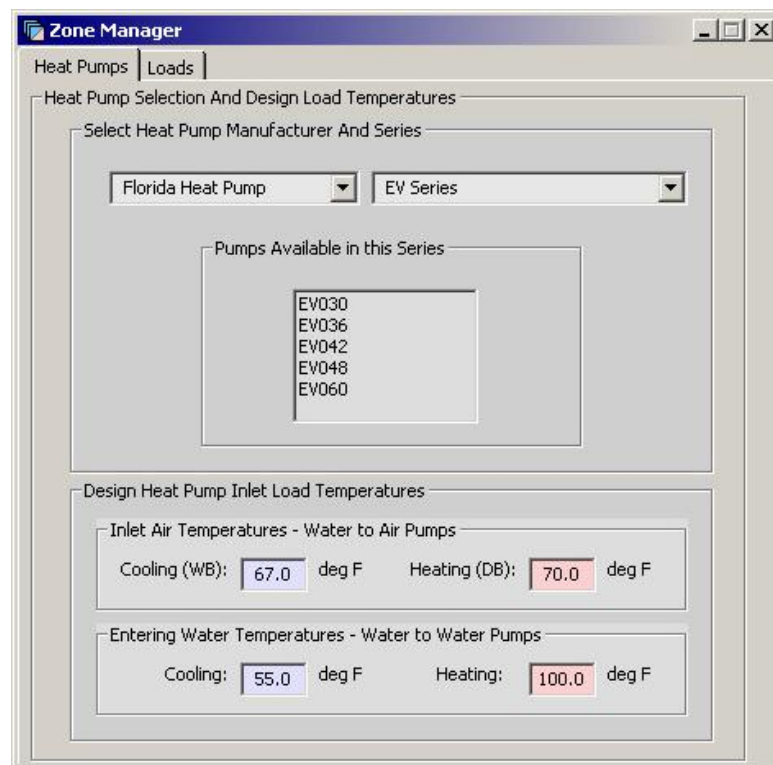 Zone Manager
Heat Pumps Loads
Heat Pump Selection And Design Load Temperatures
Select Heat Pump Manufacturer And Series
Florida Heat Pump EV Series
Pumps Available in this Series
EV030
EV036
EV042
EV048
EV060
Design Heat Pump Inlet Load Temperatures
Inlet Air Temperatures - Water to Air Pumps
Cooling (WB): 67.0 deg F Heating (DB): 70.0 deg F
Entering Water Temperatures - Water to Water Pumps
Cooling: 55.0 deg F Heating: 100.0 deg F